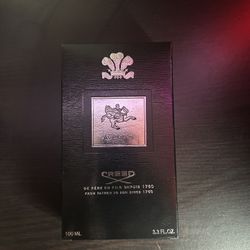 CREED
DE PÈRE EN FILS DEPUIS 1760
FROM FATHER TO SON SINCE 1760
100 ML 3.3 FL.OZ.